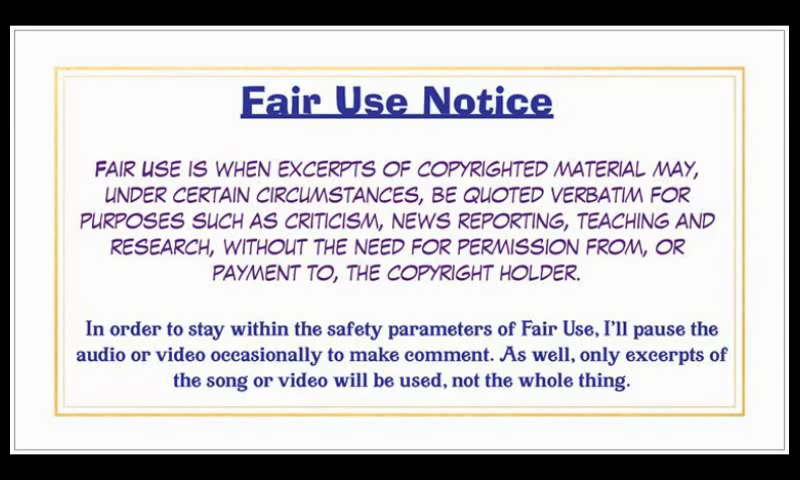 Fair Use Notice
FAIR USE IS WHEN EXCERPTS OF COPYRIGHTED MATERIAL MAY,
UNDER CERTAIN CIRCUMSTANCES, BE QUOTED VERBATIM FOR
PURPOSES SUCH AS CRITICISM, NEWS REPORTING, TEACHING AND
RESEARCH, WITHOUT THE NEED FOR PERMISSION FROM, OR
PAYMENT TO, THE COPYRIGHT HOLDER.
In order to stay within the safety parameters of Fair Use, I'll pause the
audio or video occasionally to make comment. As well, only excerpts of
the song or video will be used, not the whole thing.